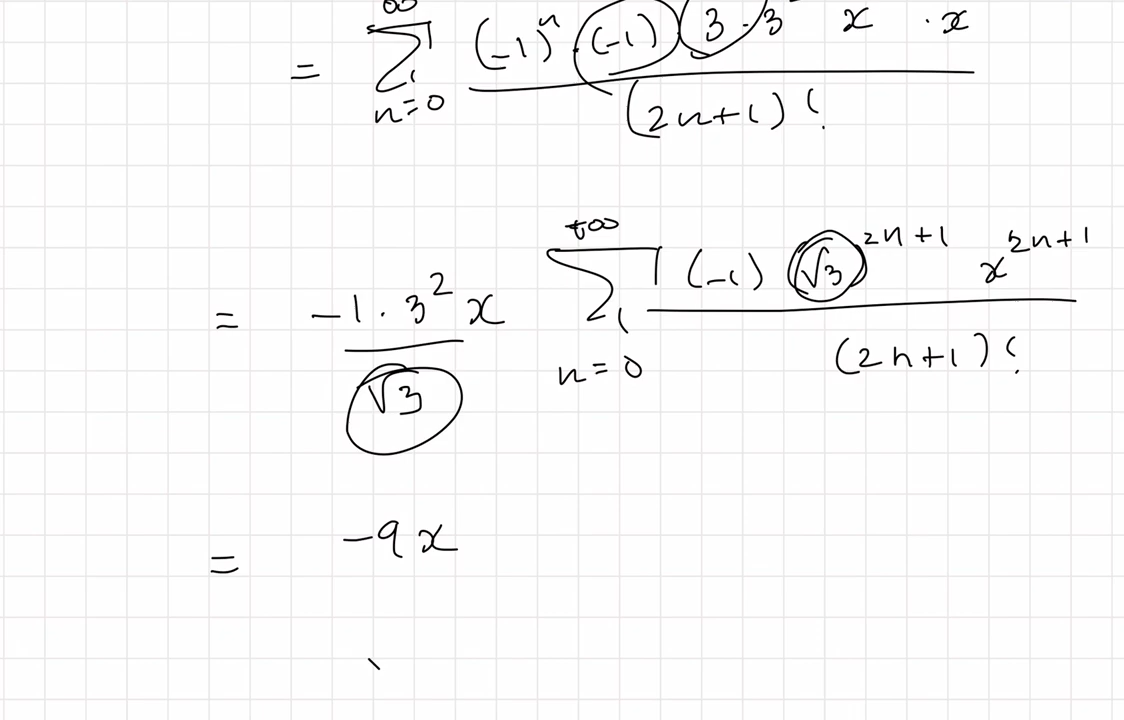 = ∞ Σ n=0 (-1)^n · (-1) 3 · 3 x · x / (2n+1)!
= -1 · 3^2 x / √3 +∞ Σ n=0 (-1) √3^{2n+1} x^{2n+1} / (2n+1)!
= -9x